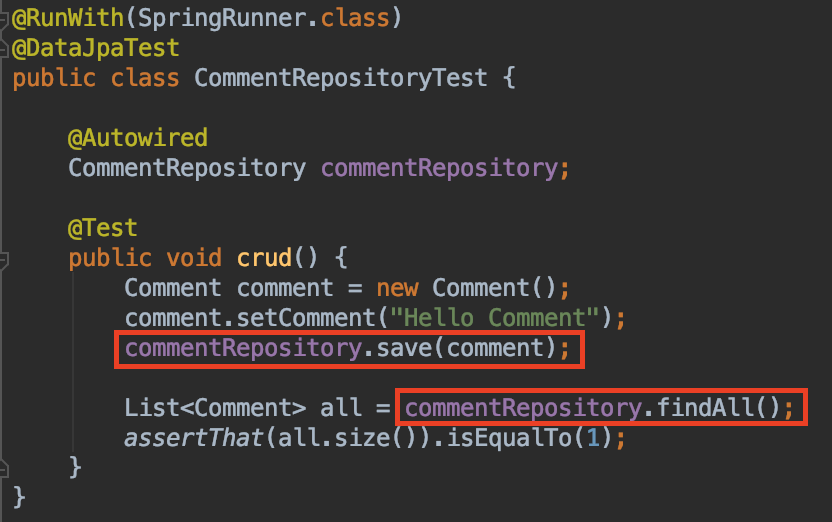 @RunWith(SpringRunner.class)
@DataJpaTest
public class CommentRepositoryTest {
@Autowired
CommentRepository commentRepository;
@Test
public void crud() {
Comment comment = new Comment();
comment.setComment("Hello Comment");
commentRepository.save(comment);
List<Comment> all = commentRepository.findAll();
assertThat(all.size()).isEqualTo(1);
}
}